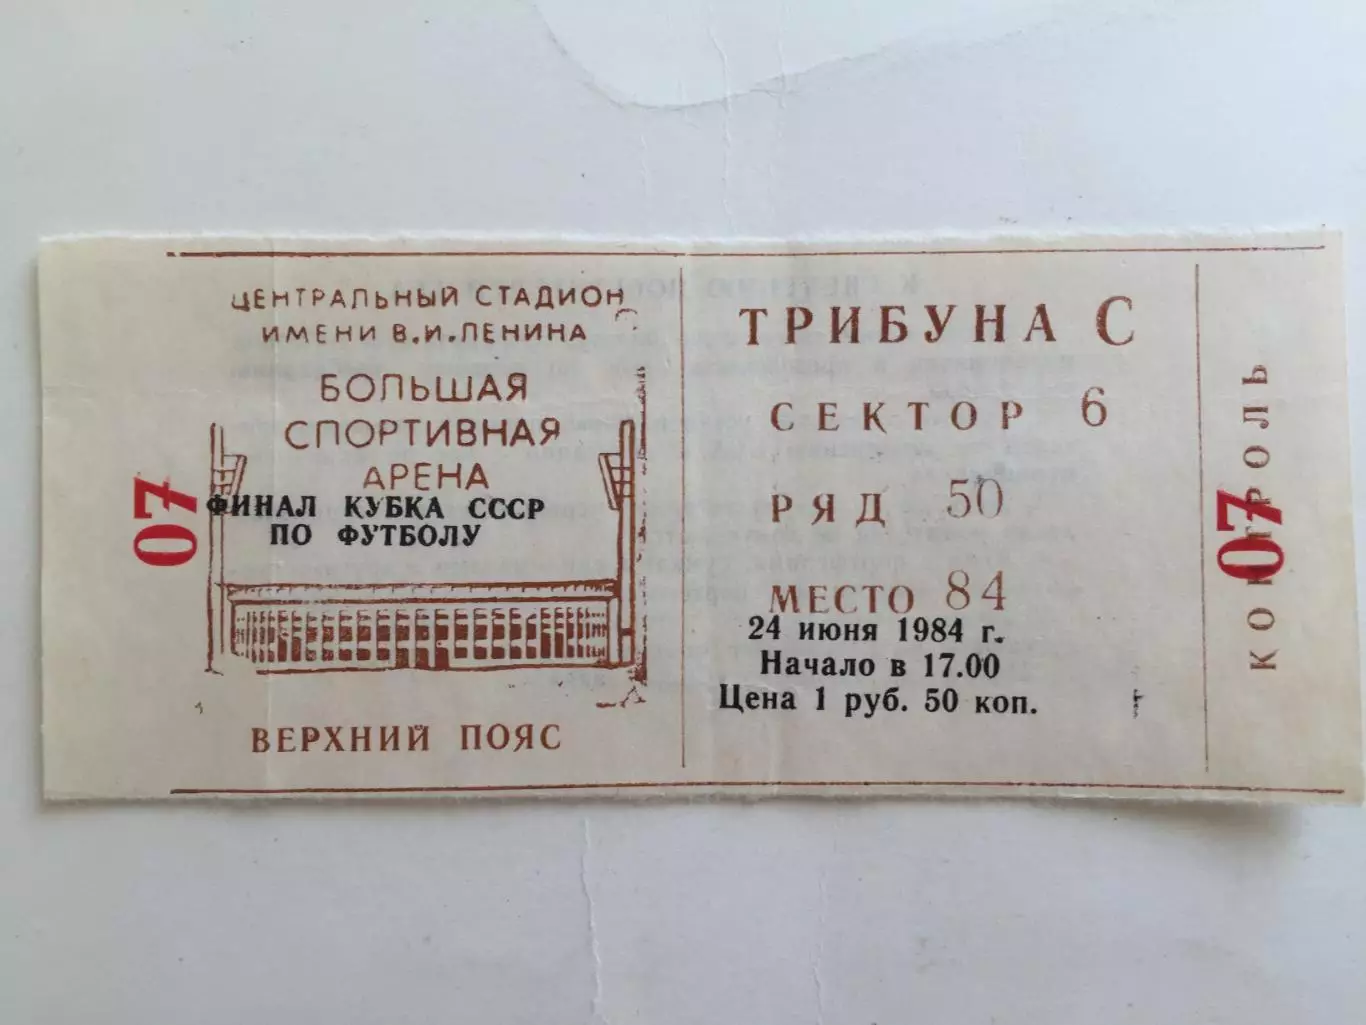 07
ЦЕНТРАЛЬНЫЙ СТАДИОН
ИМЕНИ В.И.ЛЕНИНА
БОЛЬШАЯ
СПОРТИВНАЯ
АРЕНА
ФИНАЛ КУБКА СССР
ПО ФУТБОЛУ
ВЕРХНИЙ ПОЯС
ТРИБУНА С
СЕКТОР 6
РЯД 50
МЕСТО 84
24 июня 1984 г.
Начало в 17.00
Цена 1 руб. 50 коп.
КОНТРОЛЬ
07